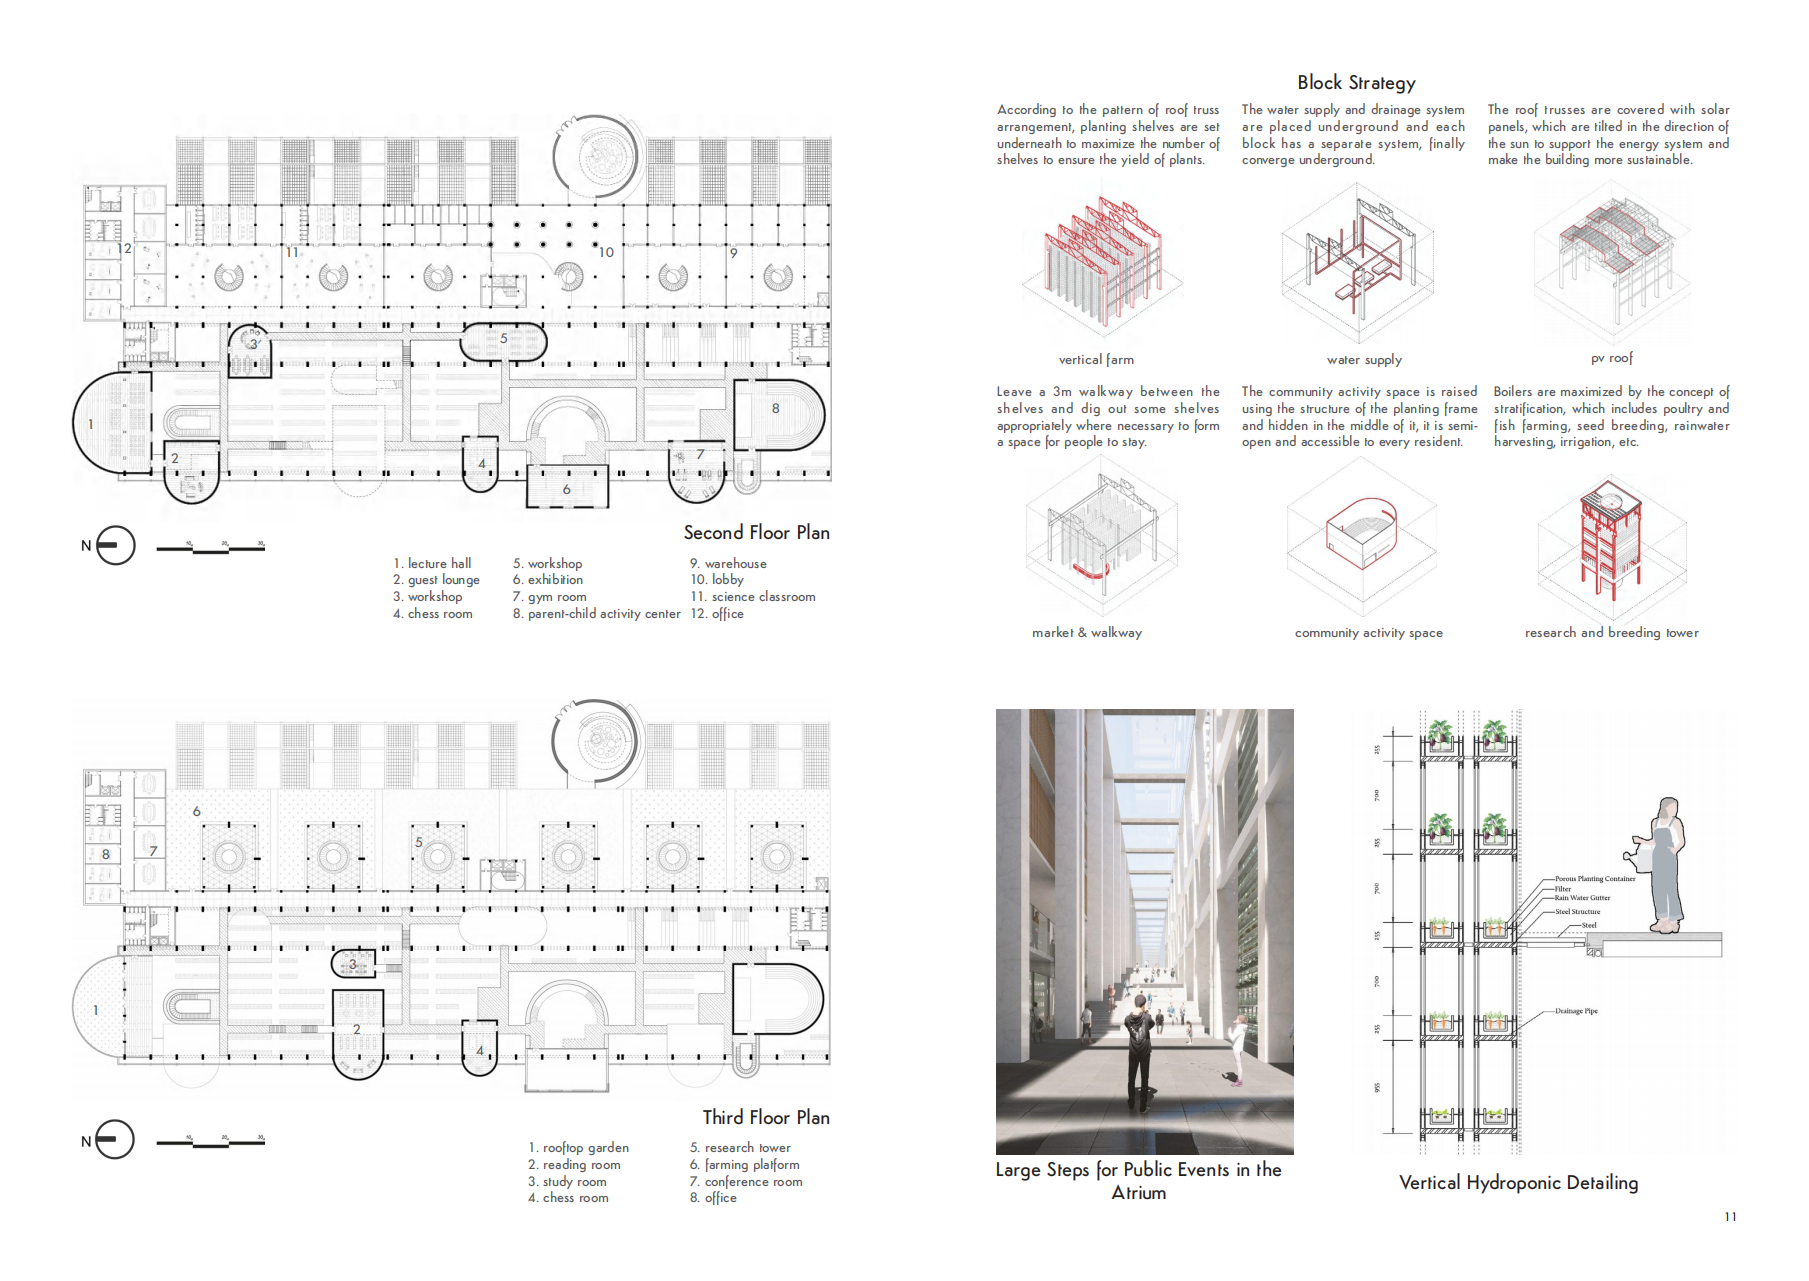 12
11
10
9
3
5
1
2
4
6
7
8
Second Floor Plan
N
1. lecture hall
2. guest lounge
3. workshop
4. chess room
5. workshop
6. exhibition
7. gym room
8. parent-child activity center
9. warehouse
10. lobby
11. science classroom
12. office
6
5
8
7
3
1
2
4
Third Floor Plan
N
1. rooftop garden
2. reading room
3. study room
4. chess room
5. research tower
6. farming platform
7. conference room
8. office
Block Strategy
According to the pattern of roof truss
arrangement, planting shelves are set
underneath to maximize the number of
shelves to ensure the yield of plants.
The water supply and drainage system
are placed underground and each
block has a separate system, finally
converge underground.
The roof trusses are covered with solar
panels, which are tilted in the direction of
the sun to support the energy system and
make the building more sustainable.
vertical farm
water supply
pv roof
Leave a 3m walkway between the
shelves and dig out some shelves
appropriately where necessary to form
a space for people to stay.
The community activity space is raised
using the structure of the planting frame
and hidden in the middle of it, it is semi-
open and accessible to every resident.
Boilers are maximized by the concept of
stratification, which includes poultry and
fish farming, seed breeding, rainwater
harvesting, irrigation, etc.
market & walkway
community activity space
research and breeding tower
Large Steps for Public Events in the
Atrium
255
700
255
700
255
700
255
955
Porous Planting Container
Filter
Rain Water Gutter
Steel Structure
Steel
Drainage Pipe
Vertical Hydroponic Detailing
11